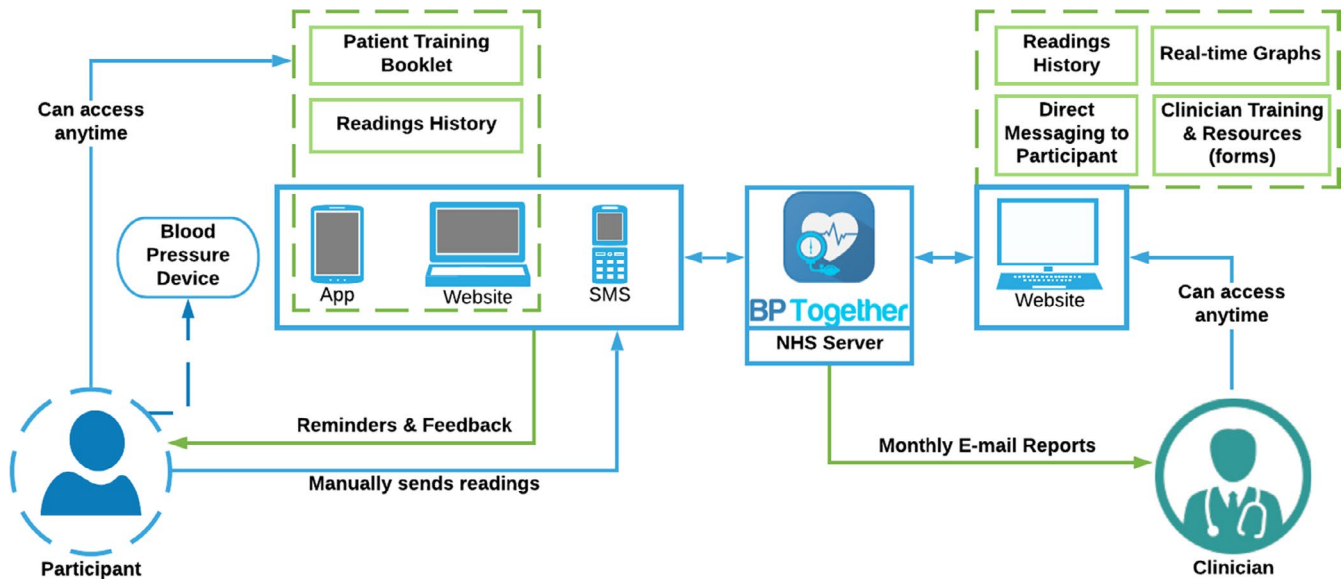 Patient Training
Booklet
Readings History
Can access
anytime
Blood
Pressure
Device
App
Website
SMS
BP Together
NHS Server
Readings
History
Real-time Graphs
Direct
Messaging to
Participant
Clinician Training
& Resources
(forms)
Website
Can access
anytime
Reminders & Feedback
Manually sends readings
Monthly E-mail Reports
Participant
Clinician